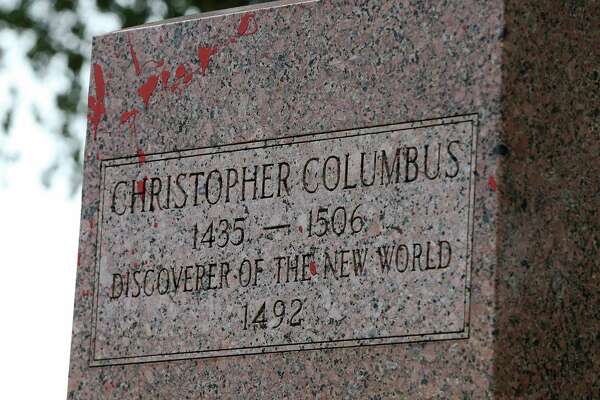 CHRISTOPHER COLUMBUS
1435 — 1506
DISCOVERER OF THE NEW WORLD
1492